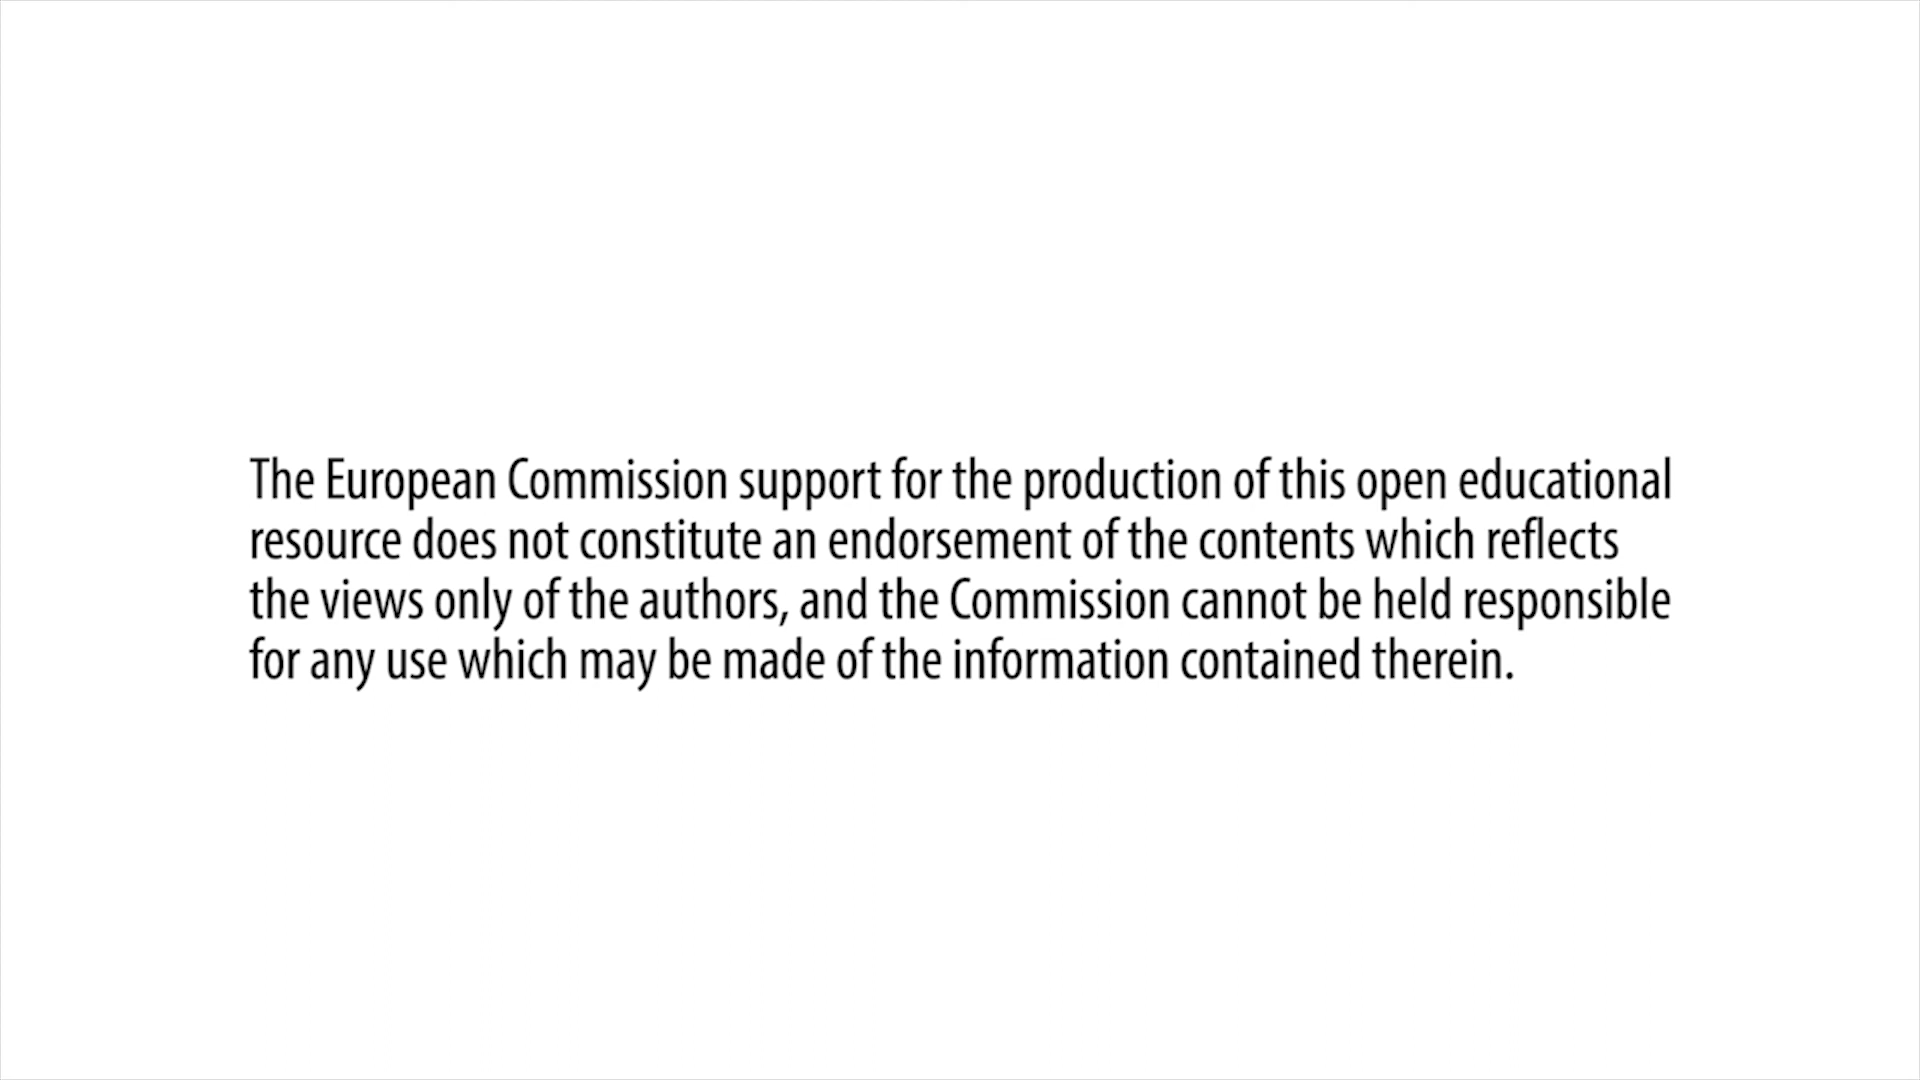 The European Commission support for the production of this open educational
resource does not constitute an endorsement of the contents which reflects
the views only of the authors, and the Commission cannot be held responsible
for any use which may be made of the information contained therein.